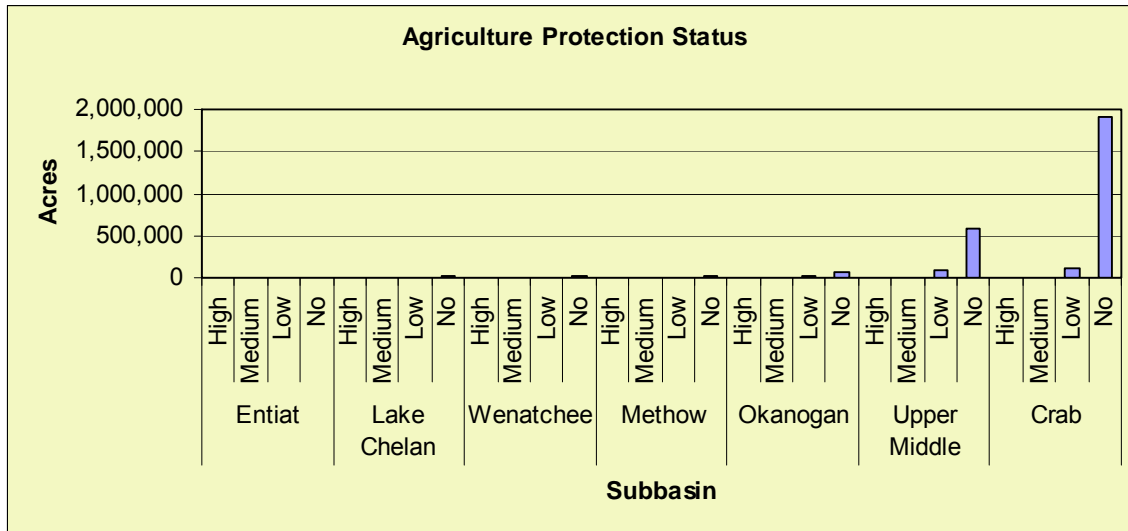 Agriculture Protection Status
Acres
2,000,000
1,500,000
1,000,000
500,000
0
High Medium Low No High Medium Low No High Medium Low No High Medium Low No High Medium Low No High Medium Low No High Medium Low No
Entiat Lake Wenatchee Methow Okanogan Upper Crab
Chelan Middle
Subbasin